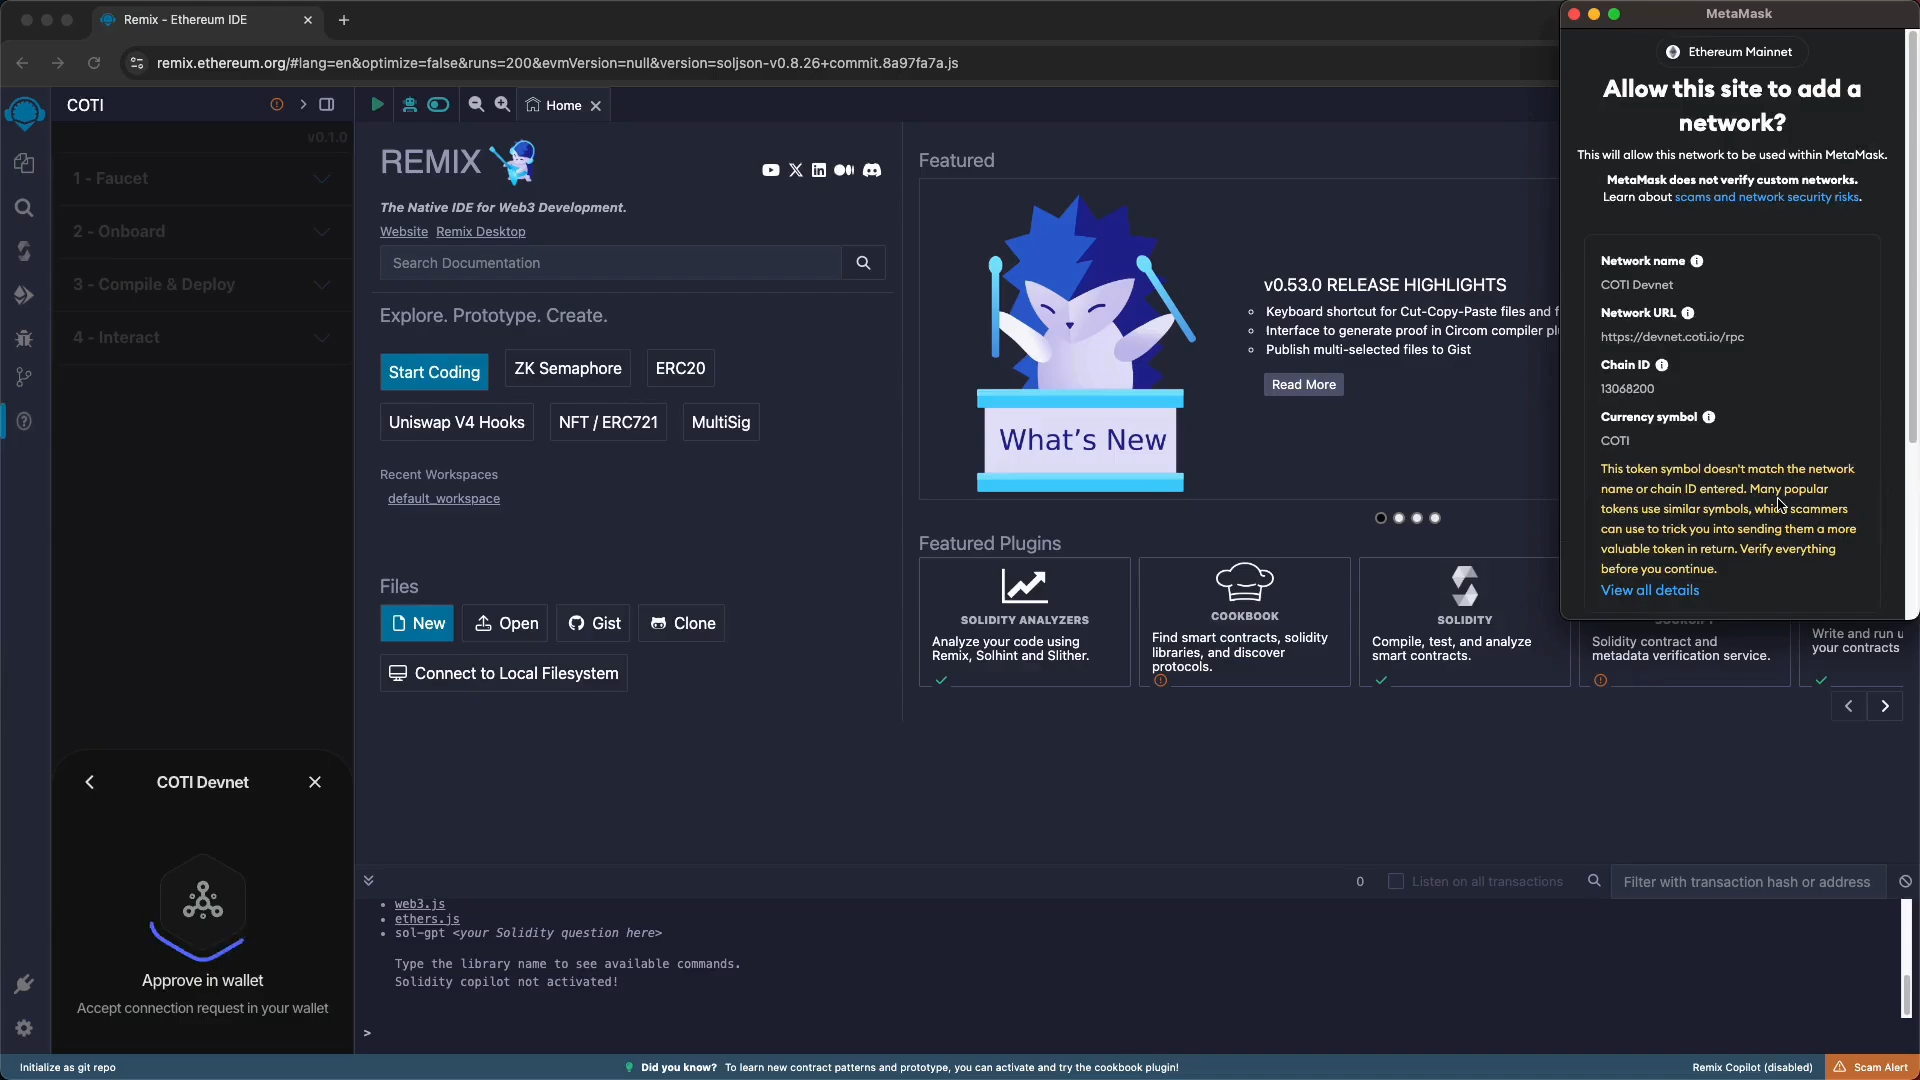 Remix - Ethereum IDE
remix.ethereum.org/#lang=en&optimize=false&runs=200&evmVersion=null&version=soljson-v0.8.26+commit.8a97fa7a.js
COTI
v0.1.0
1 - Faucet
2 - Onboard
3 - Compile & Deploy
4 - Interact
COTI Devnet
Approve in wallet
Accept connection request in your wallet
Home
REMIX
The Native IDE for Web3 Development.
Website Remix Desktop
Search Documentation
Explore. Prototype. Create.
Start Coding
ZK Semaphore
ERC20
Uniswap V4 Hooks
NFT / ERC721
MultiSig
Recent Workspaces
default_workspace
Files
New
Open
Gist
Clone
Connect to Local Filesystem
Featured
What's New
v0.53.0 RELEASE HIGHLIGHTS
Keyboard shortcut for Cut-Copy-Paste files and f
Interface to generate proof in Circom compiler pl
Publish multi-selected files to Gist
Read More
Featured Plugins
SOLIDITY ANALYZERS
Analyze your code using
Remix, Solhint and Slither.
COOKBOOK
Find smart contracts, solidity
libraries, and discover
protocols.
SOLIDITY
Compile, test, and analyze
smart contracts.
Solidity contract and
metadata verification service.
Write and run u
your contracts
MetaMask
Ethereum Mainnet
Allow this site to add a
network?
This will allow this network to be used within MetaMask.
MetaMask does not verify custom networks.
Learn about scams and network security risks.
Network name
COTI Devnet
Network URL
https://devnet.coti.io/rpc
Chain ID
13068200
Currency symbol
COTI
This token symbol doesn't match the network
name or chain ID entered. Many popular
tokens use similar symbols, which scammers
can use to trick you into sending them a more
valuable token in return. Verify everything
before you continue.
View all details
0
Listen on all transactions
Filter with transaction hash or address
web3.js
ethers.js
sol-gpt <your Solidity question here>
Type the library name to see available commands.
Solidity copilot not activated!
>
Initialize as git repo
Did you know? To learn new contract patterns and prototype, you can activate and try the cookbook plugin!
Remix Copilot (disabled)
Scam Alert